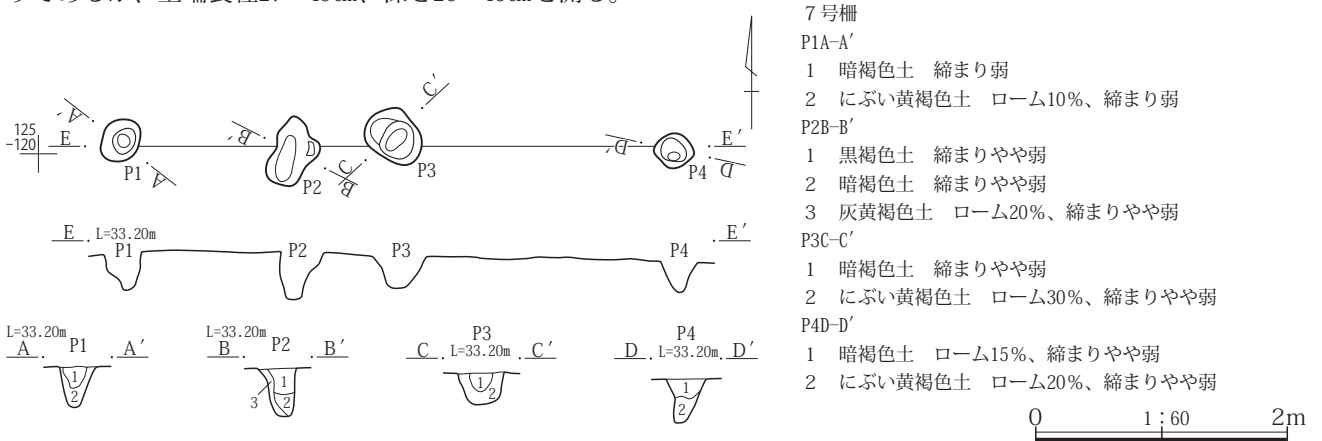 125
-120
E
A′
A
P1
B′
B
P2
C′
C
P3
D′
D
P4
E′
E
L=33.20m
P1
P2
P3
P4
E′
L=33.20m
A
P1
A′
L=33.20m
B
P2
B′
P3
C
L=33.20m
C′
P4
D
L=33.20m
D′
1
2
1
2
3
1
2
1
2
7号柵
P1A-A′
1 暗褐色土 締まり弱
2 にぶい黄褐色土 ローム10%、締まり弱
P2B-B′
1 黒褐色土 締まりやや弱
2 暗褐色土 締まりやや弱
3 灰黄褐色土 ローム20%、締まりやや弱
P3C-C′
1 暗褐色土 締まりやや弱
2 にぶい黄褐色土 ローム30%、締まりやや弱
P4D-D′
1 暗褐色土 ローム15%、締まりやや弱
2 にぶい黄褐色土 ローム20%、締まりやや弱
0 1:60 2m